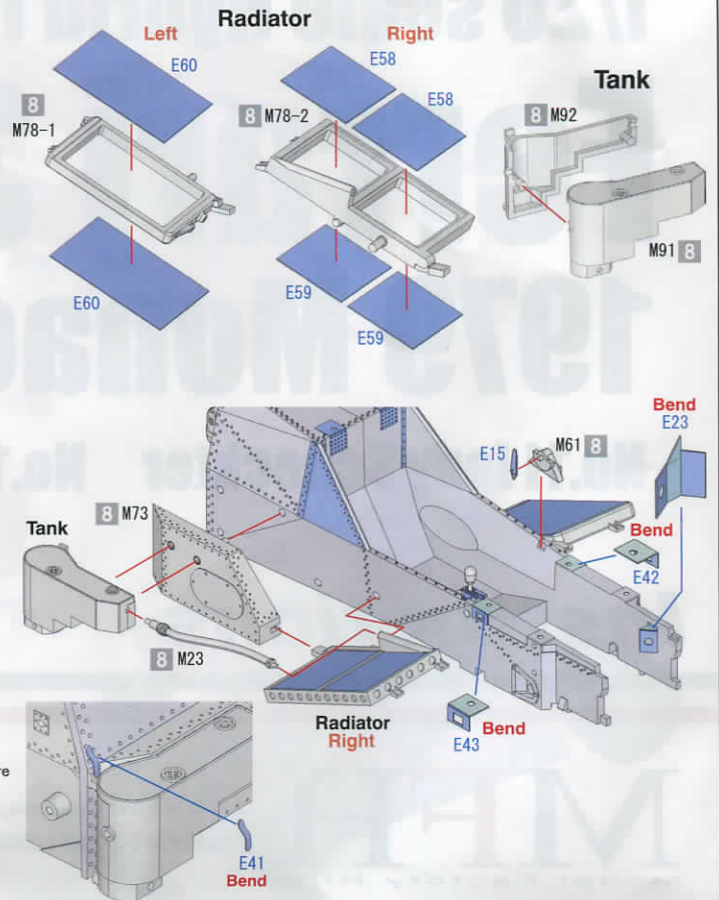 Radiator
Left
Right
E60
E58
E58
8 M78-1
8 M78-2
E60
E59
E59
Tank
8 M92
M91 8
Bend
E23
E15
M61 8
Bend
E42
Tank
8 M73
8 M23
Radiator
Right
Bend
E43
re
E41
Bend